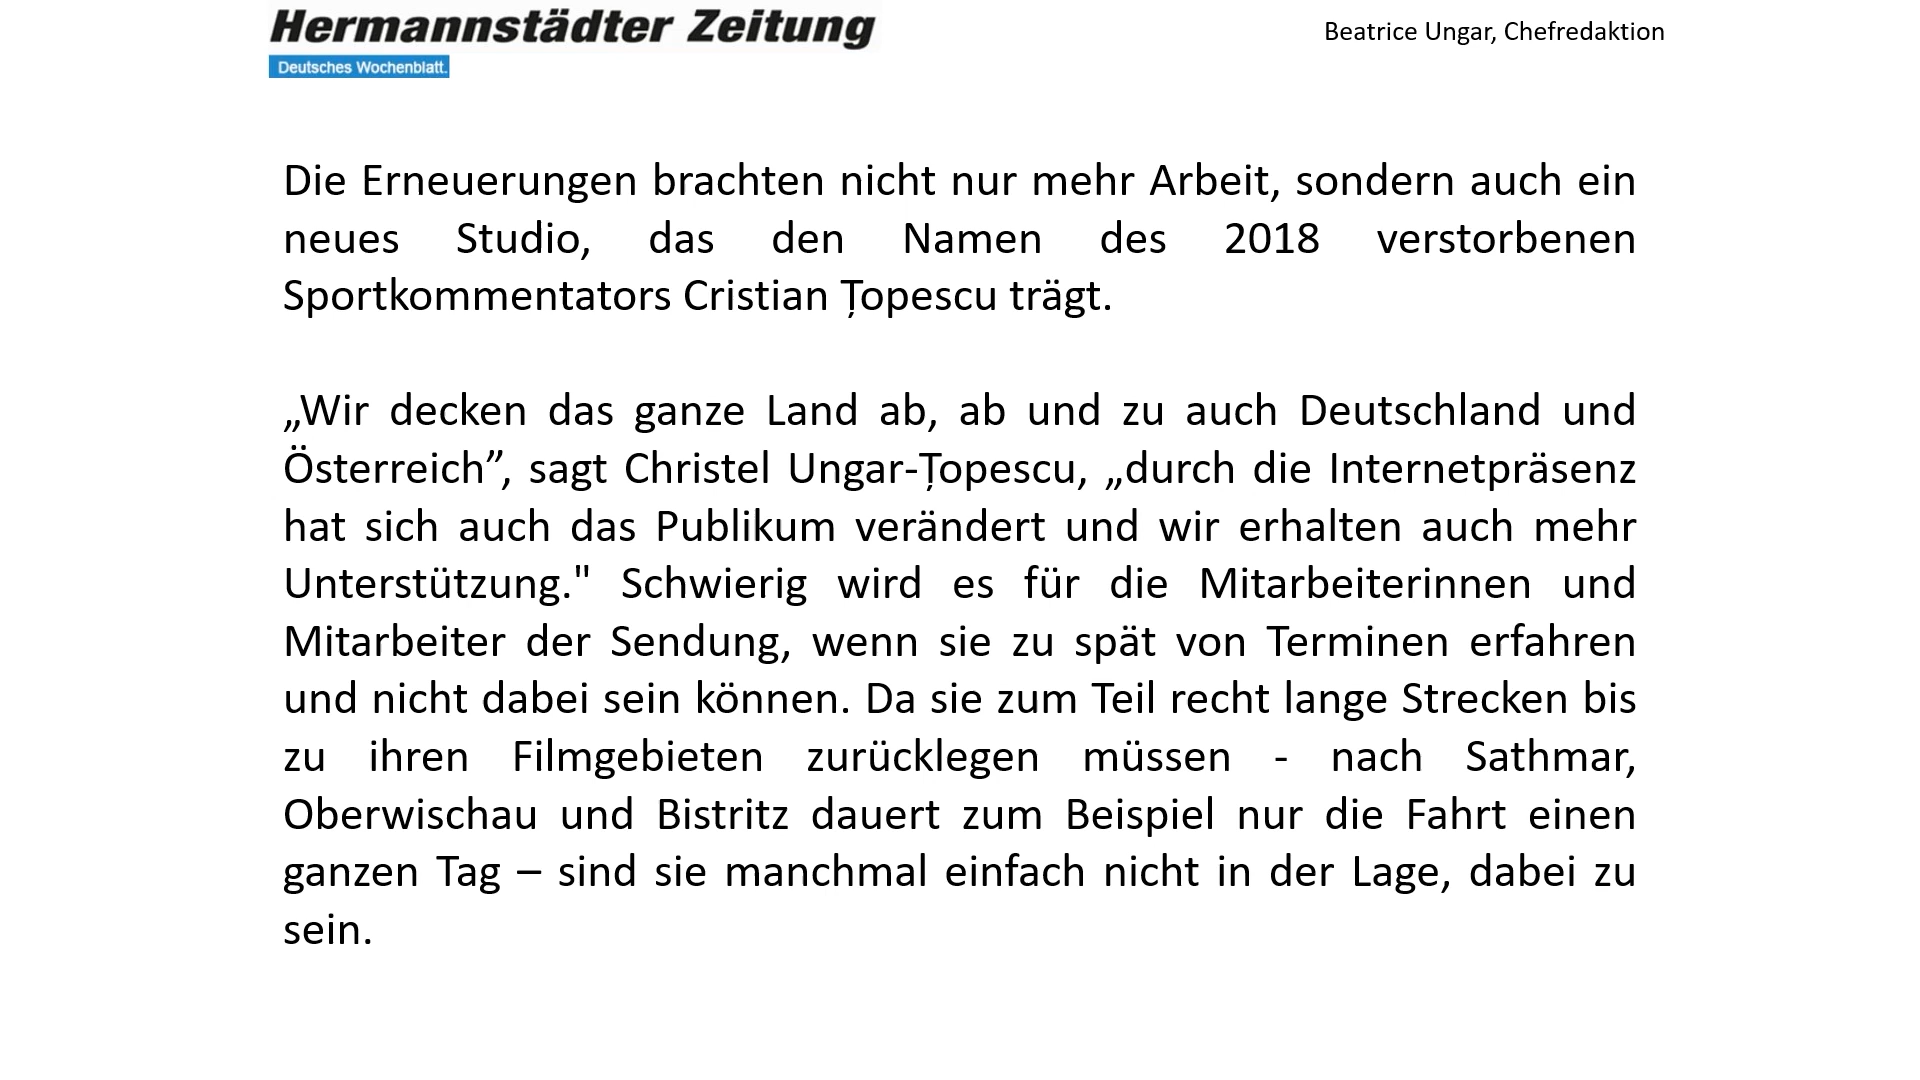 Hermannstädter Zeitung
Deutsches Wochenblatt.
Beatrice Ungar, Chefredaktion
Die Erneuerungen brachten nicht nur mehr Arbeit, sondern auch ein
neues Studio, das den Namen des 2018 verstorbenen
Sportkommentators Cristian Țopescu trägt.
„Wir decken das ganze Land ab, ab und zu auch Deutschland und
Österreich”, sagt Christel Ungar-Țopescu, „durch die Internetpräsenz
hat sich auch das Publikum verändert und wir erhalten auch mehr
Unterstützung." Schwierig wird es für die Mitarbeiterinnen und
Mitarbeiter der Sendung, wenn sie zu spät von Terminen erfahren
und nicht dabei sein können. Da sie zum Teil recht lange Strecken bis
zu ihren Filmgebieten zurücklegen müssen - nach Sathmar,
Oberwischau und Bistritz dauert zum Beispiel nur die Fahrt einen
ganzen Tag – sind sie manchmal einfach nicht in der Lage, dabei zu
sein.